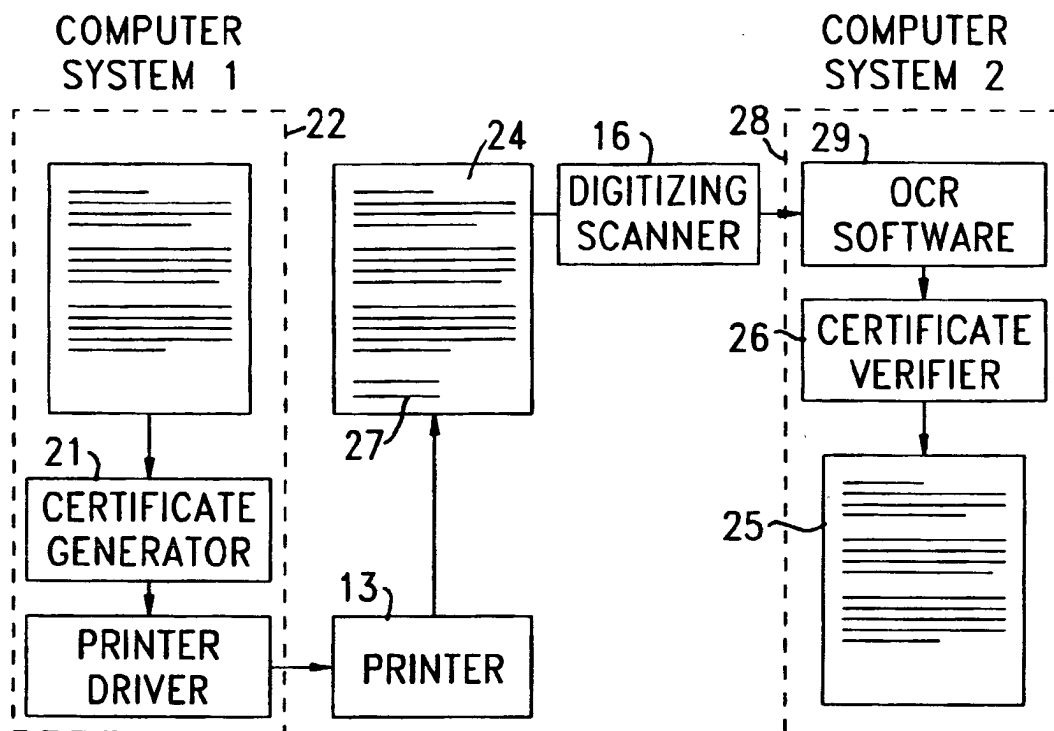 COMPUTER
SYSTEM 1
COMPUTER
SYSTEM 2
22
24
16
28
29
DIGITIZING
SCANNER
OCR
SOFTWARE
26
CERTIFICATE
VERIFIER
27
21
CERTIFICATE
GENERATOR
25
13
PRINTER
DRIVER
PRINTER